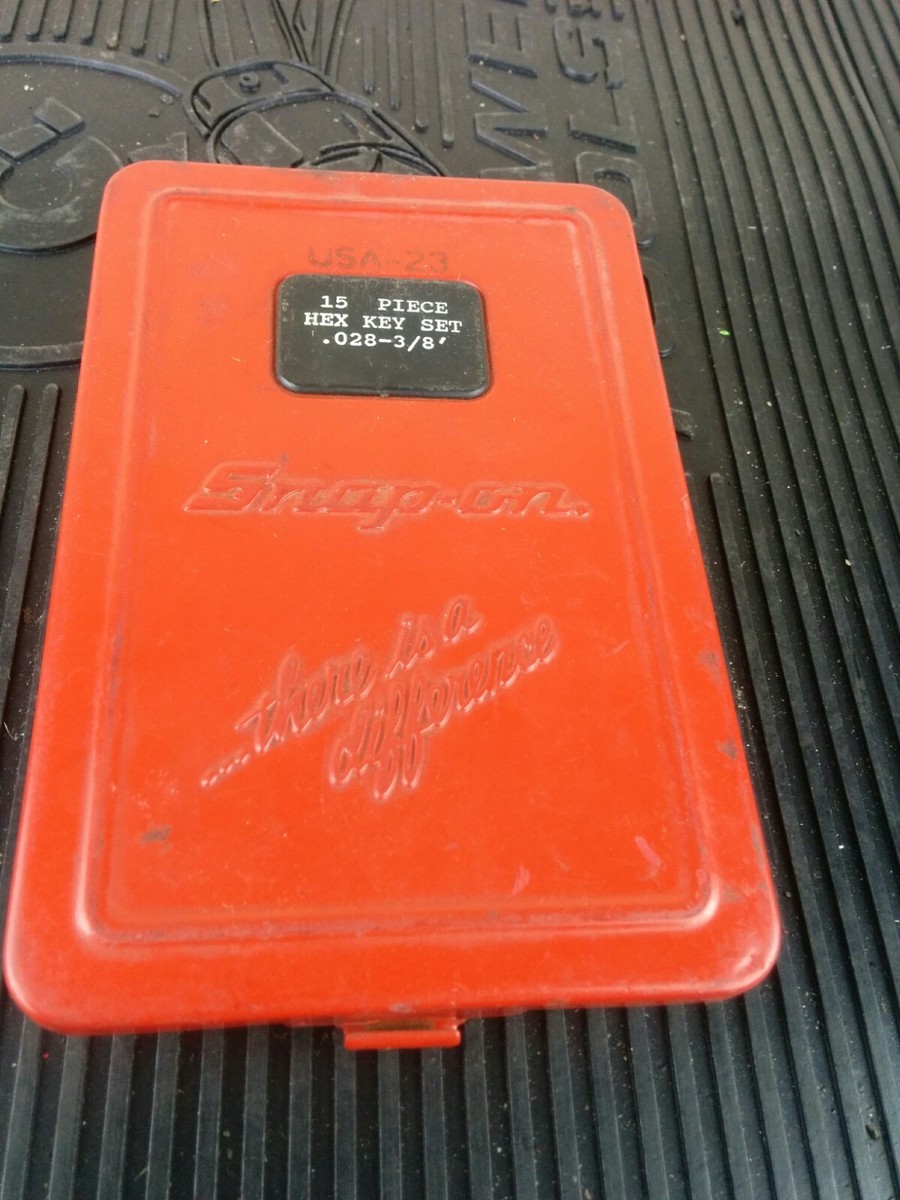 USA-23
15 PIECE
HEX KEY SET
.028-3/8'
Snap-on.
....there is a
difference